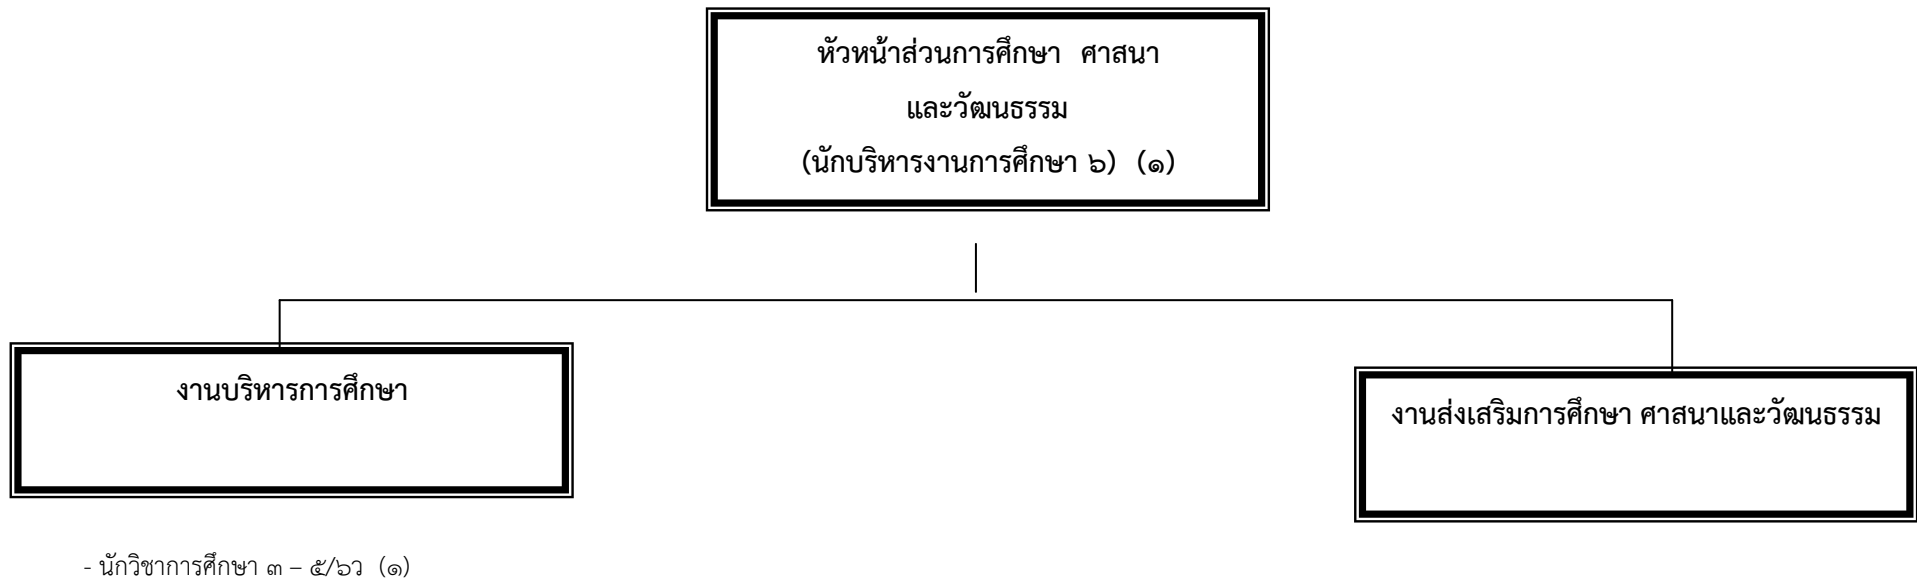 หัวหน้าส่วนการศึกษา ศาสนา
และวัฒนธรรม
(นักบริหารงานการศึกษา ๖) (๑)
งานบริหารการศึกษา
งานส่งเสริมการศึกษา ศาสนาและวัฒนธรรม
- นักวิชาการศึกษา ๓ – ๕/๖ว (๑)